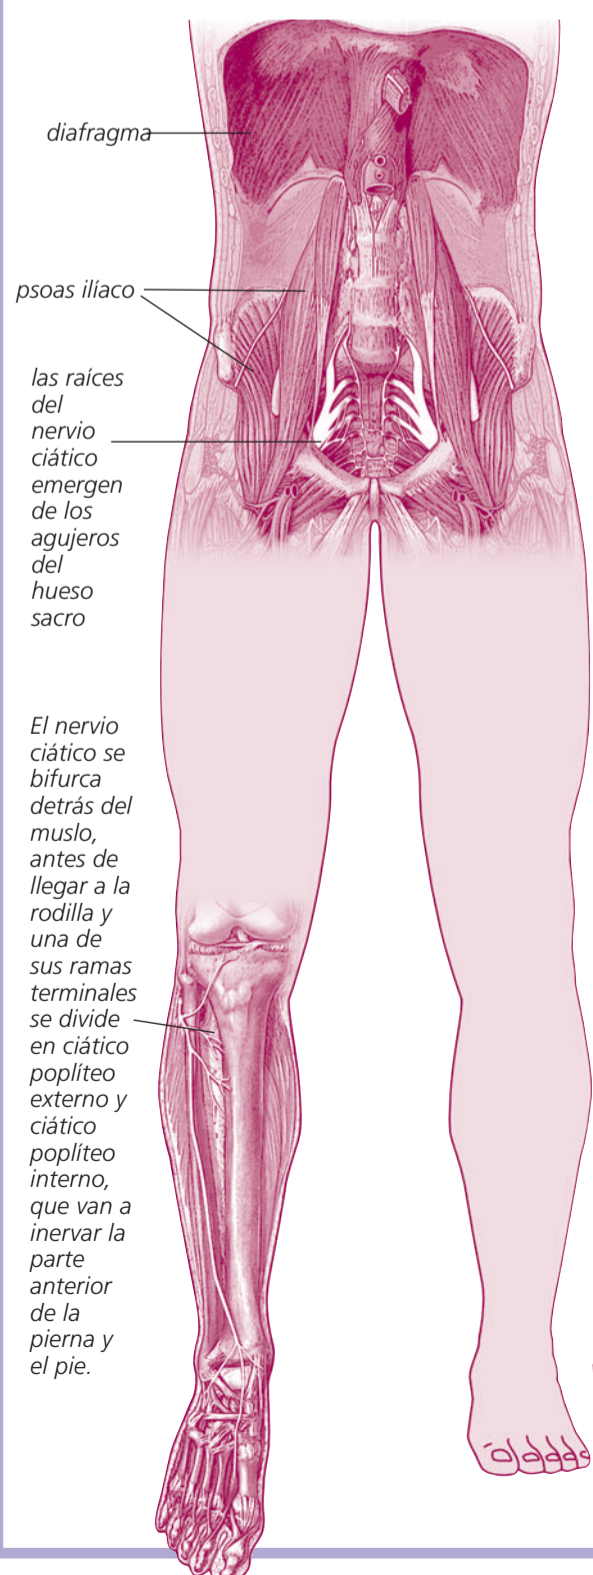 diafragma
psoas ilíaco
las raíces
del
nervio
ciático
emergen
de los
agujeros
del
hueso
sacro
El nervio
ciático se
bifurca
detrás del
muslo,
antes de
llegar a la
rodilla y
una de
sus ramas
terminales
se divide
en ciático
poplíteo
externo y
ciático
poplíteo
interno,
que van a
inervar la
parte
anterior
de la
pierna y
el pie.